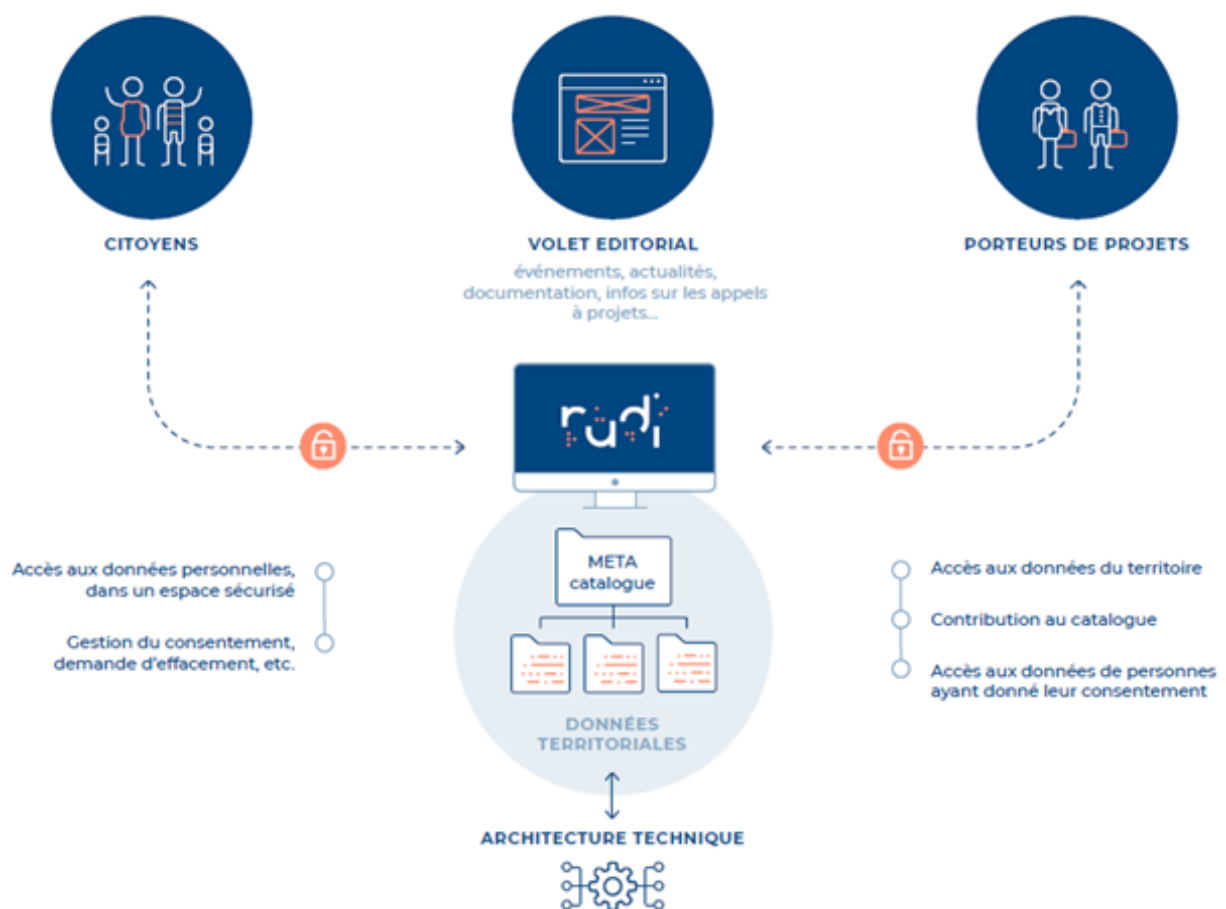 CITOYENS
VOLET EDITORIAL
événements, actualités,
documentation, infos sur les appels
à projets...
PORTEURS DE PROJETS
rudi
META
catalogue
DONNÉES
TERRITORIALES
Accès aux données personnelles,
dans un espace sécurisé
Gestion du consentement,
demande d'effacement, etc.
Accès aux données du territoire
Contribution au catalogue
Accès aux données de personnes
ayant donné leur consentement
ARCHITECTURE TECHNIQUE